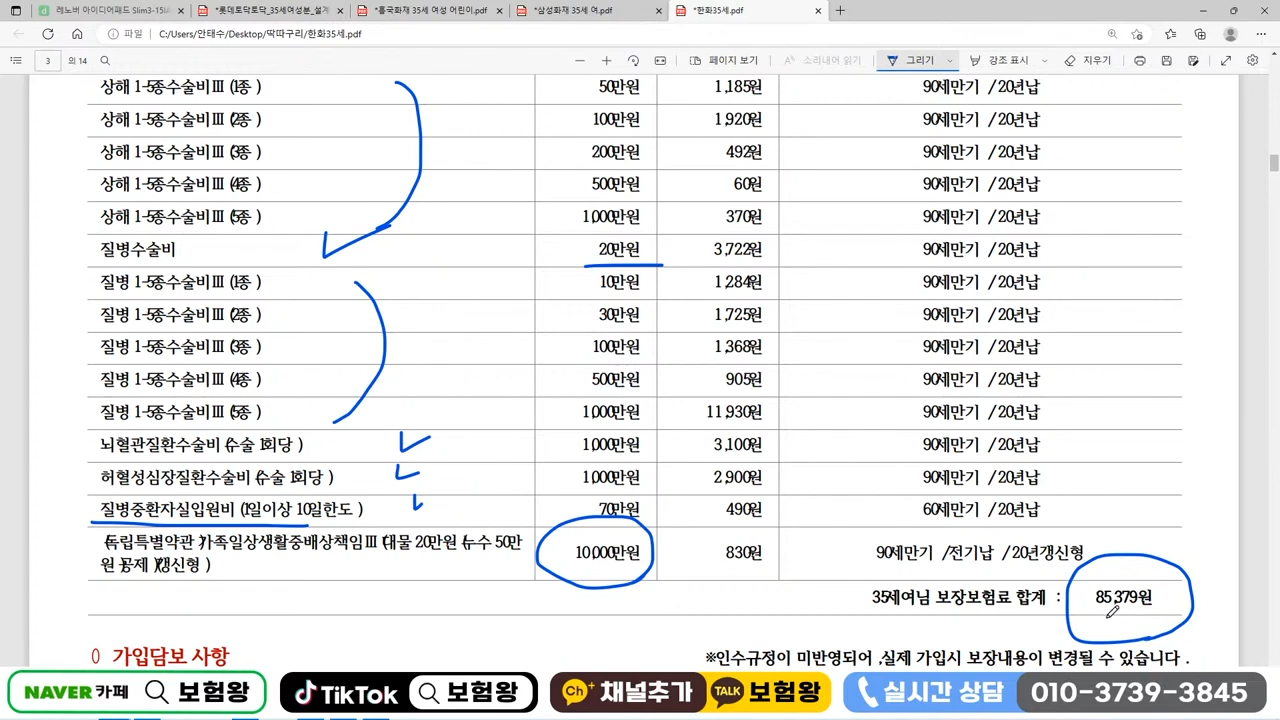 레노버 아이디어패드 Slim3-15I
*롯데토닥토닥_35세여성분_설계
*흥국화재 35세 여성 어린이.pdf
*삼성화재 35세 여.pdf
*한화35세.pdf
파일
C:/Users/안태수/Desktop/딱따구리/한화35세.pdf
3 의 14
페이지 보기
소리내어 읽기
그리기
강조 표시
지우기
상해 1-5종수술비Ⅲ (1종 ) 50만원 1,185원 90세만기 / 20년납
상해 1-5종수술비Ⅲ (2종 ) 100만원 1,920원 90세만기 / 20년납
상해 1-5종수술비Ⅲ (3종 ) 200만원 492원 90세만기 / 20년납
상해 1-5종수술비Ⅲ (4종 ) 500만원 60원 90세만기 / 20년납
상해 1-5종수술비Ⅲ (5종 ) 1,000만원 370원 90세만기 / 20년납
질병수술비 20만원 3,722원 90세만기 / 20년납
질병 1-5종수술비Ⅲ (1종 ) 10만원 1,284원 90세만기 / 20년납
질병 1-5종수술비Ⅲ (2종 ) 30만원 1,725원 90세만기 / 20년납
질병 1-5종수술비Ⅲ (3종 ) 100만원 1,368원 90세만기 / 20년납
질병 1-5종수술비Ⅲ (4종 ) 500만원 905원 90세만기 / 20년납
질병 1-5종수술비Ⅲ (5종 ) 1,000만원 11,930원 90세만기 / 20년납
뇌혈관질환수술비 (수술 1회당 ) 1,000만원 3,100원 90세만기 / 20년납
허혈성심장질환수술비 (수술 1회당 ) 1,000만원 2,900원 90세만기 / 20년납
질병중환자실입원비 (1일이상 10일한도 ) 70만원 490원 60세만기 / 20년납
(독립특별약관 )가족일상생활중배상책임Ⅲ (대물 20만원 (누수 50만
원 )공제 )(갱신형 ) 10,000만원 830원 90세만기 /전기납 / 20년갱신형
35세여님 보장보험료 합계 : 85,379원
0 가입담보 사항
※인수규정이 미반영되어 ,실제 가입시 보장내용이 변경될 수 있습니다 .
NAVER 카페 보험왕
TikTok 보험왕
Ch+ 채널추가 TALK 보험왕
실시간 상담 010-3739-3845